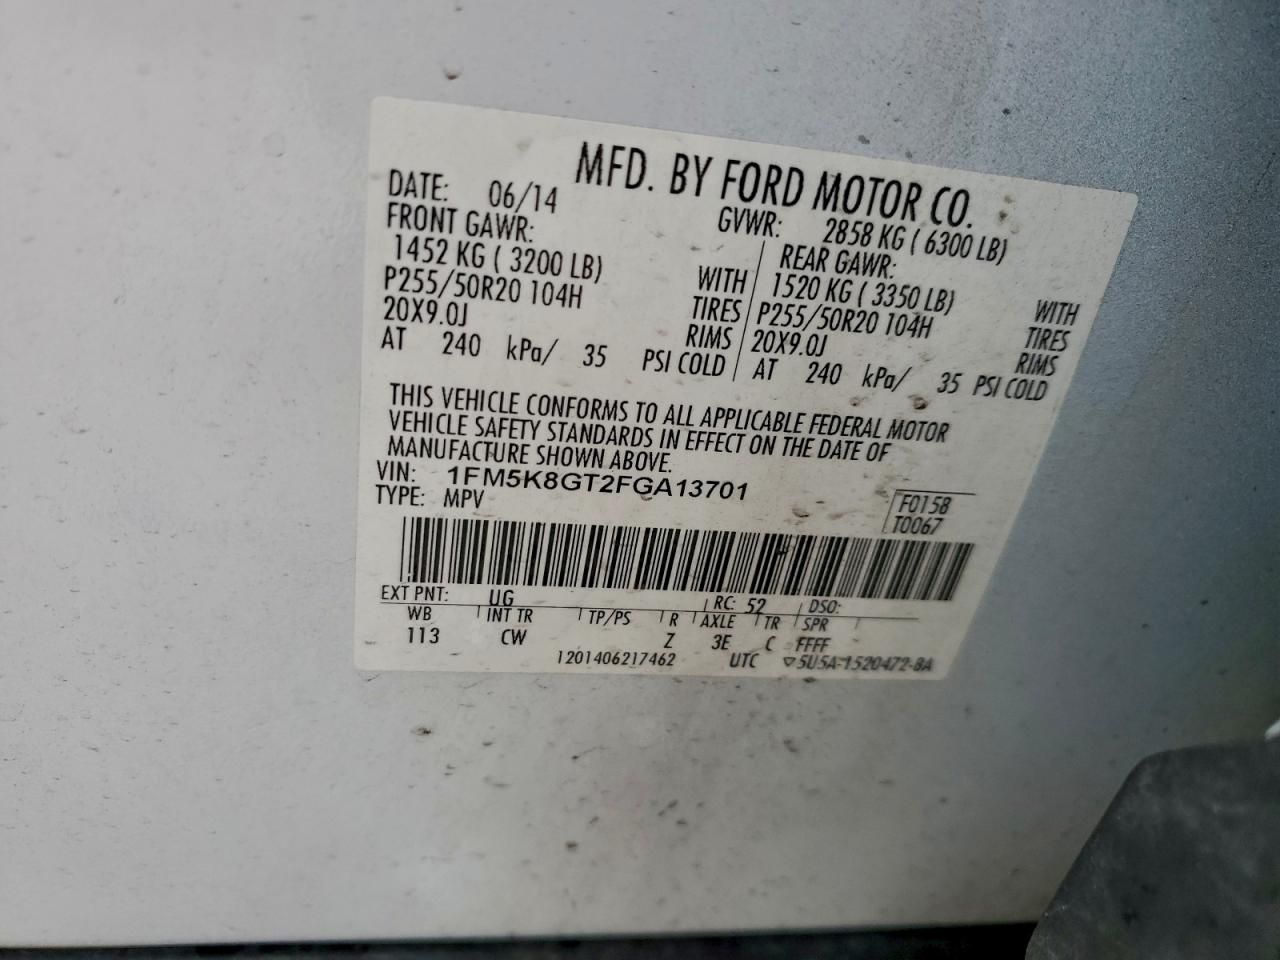 MFD. BY FORD MOTOR CO.
DATE: 06/14 GVWR: 2858 KG ( 6300 LB)
FRONT GAWR: REAR GAWR:
1452 KG ( 3200 LB) WITH 1520 KG ( 3350 LB) WITH
P255/50R20 104H TIRES P255/50R20 104H TIRES
20X9.0J RIMS 20X9.0J RIMS
AT 240 kPa/ 35 PSI COLD AT 240 kPa/ 35 PSI COLD
THIS VEHICLE CONFORMS TO ALL APPLICABLE FEDERAL MOTOR
VEHICLE SAFETY STANDARDS IN EFFECT ON THE DATE OF
MANUFACTURE SHOWN ABOVE.
VIN: 1FM5K8GT2FGA13701
TYPE: MPV F0158
T0067
EXT PNT: UG RC: 52 DSO:
WB INT TR TP/PS R AXLE TR SPR
113 CW Z 3E C FFFF
1201406217462 UTC ▽5U5A-1520472-BA